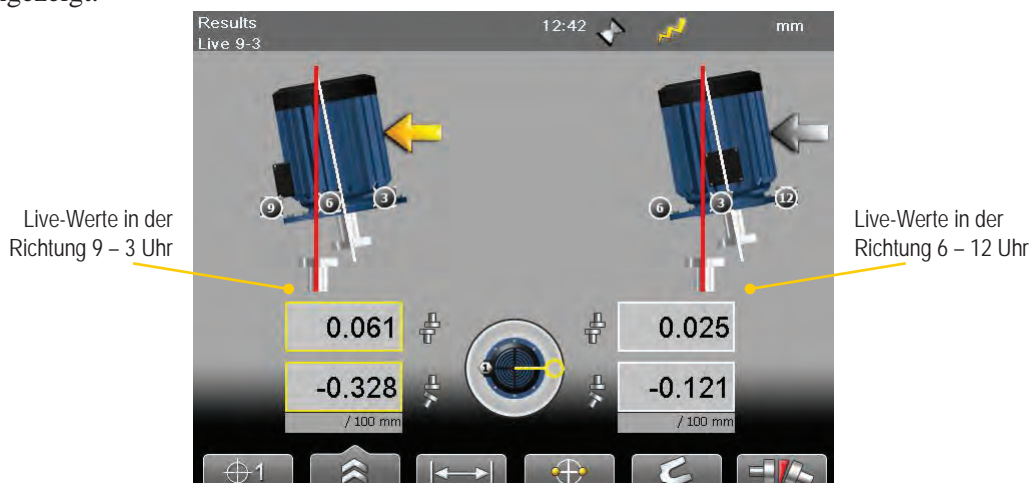 Results
Live 9-3
12:42
mm
9
6
3
6
3
12
Live-Werte in der
Richtung 9 – 3 Uhr
Live-Werte in der
Richtung 6 – 12 Uhr
0.061
0.025
1
-0.328
-0.121
/ 100 mm
/ 100 mm
1